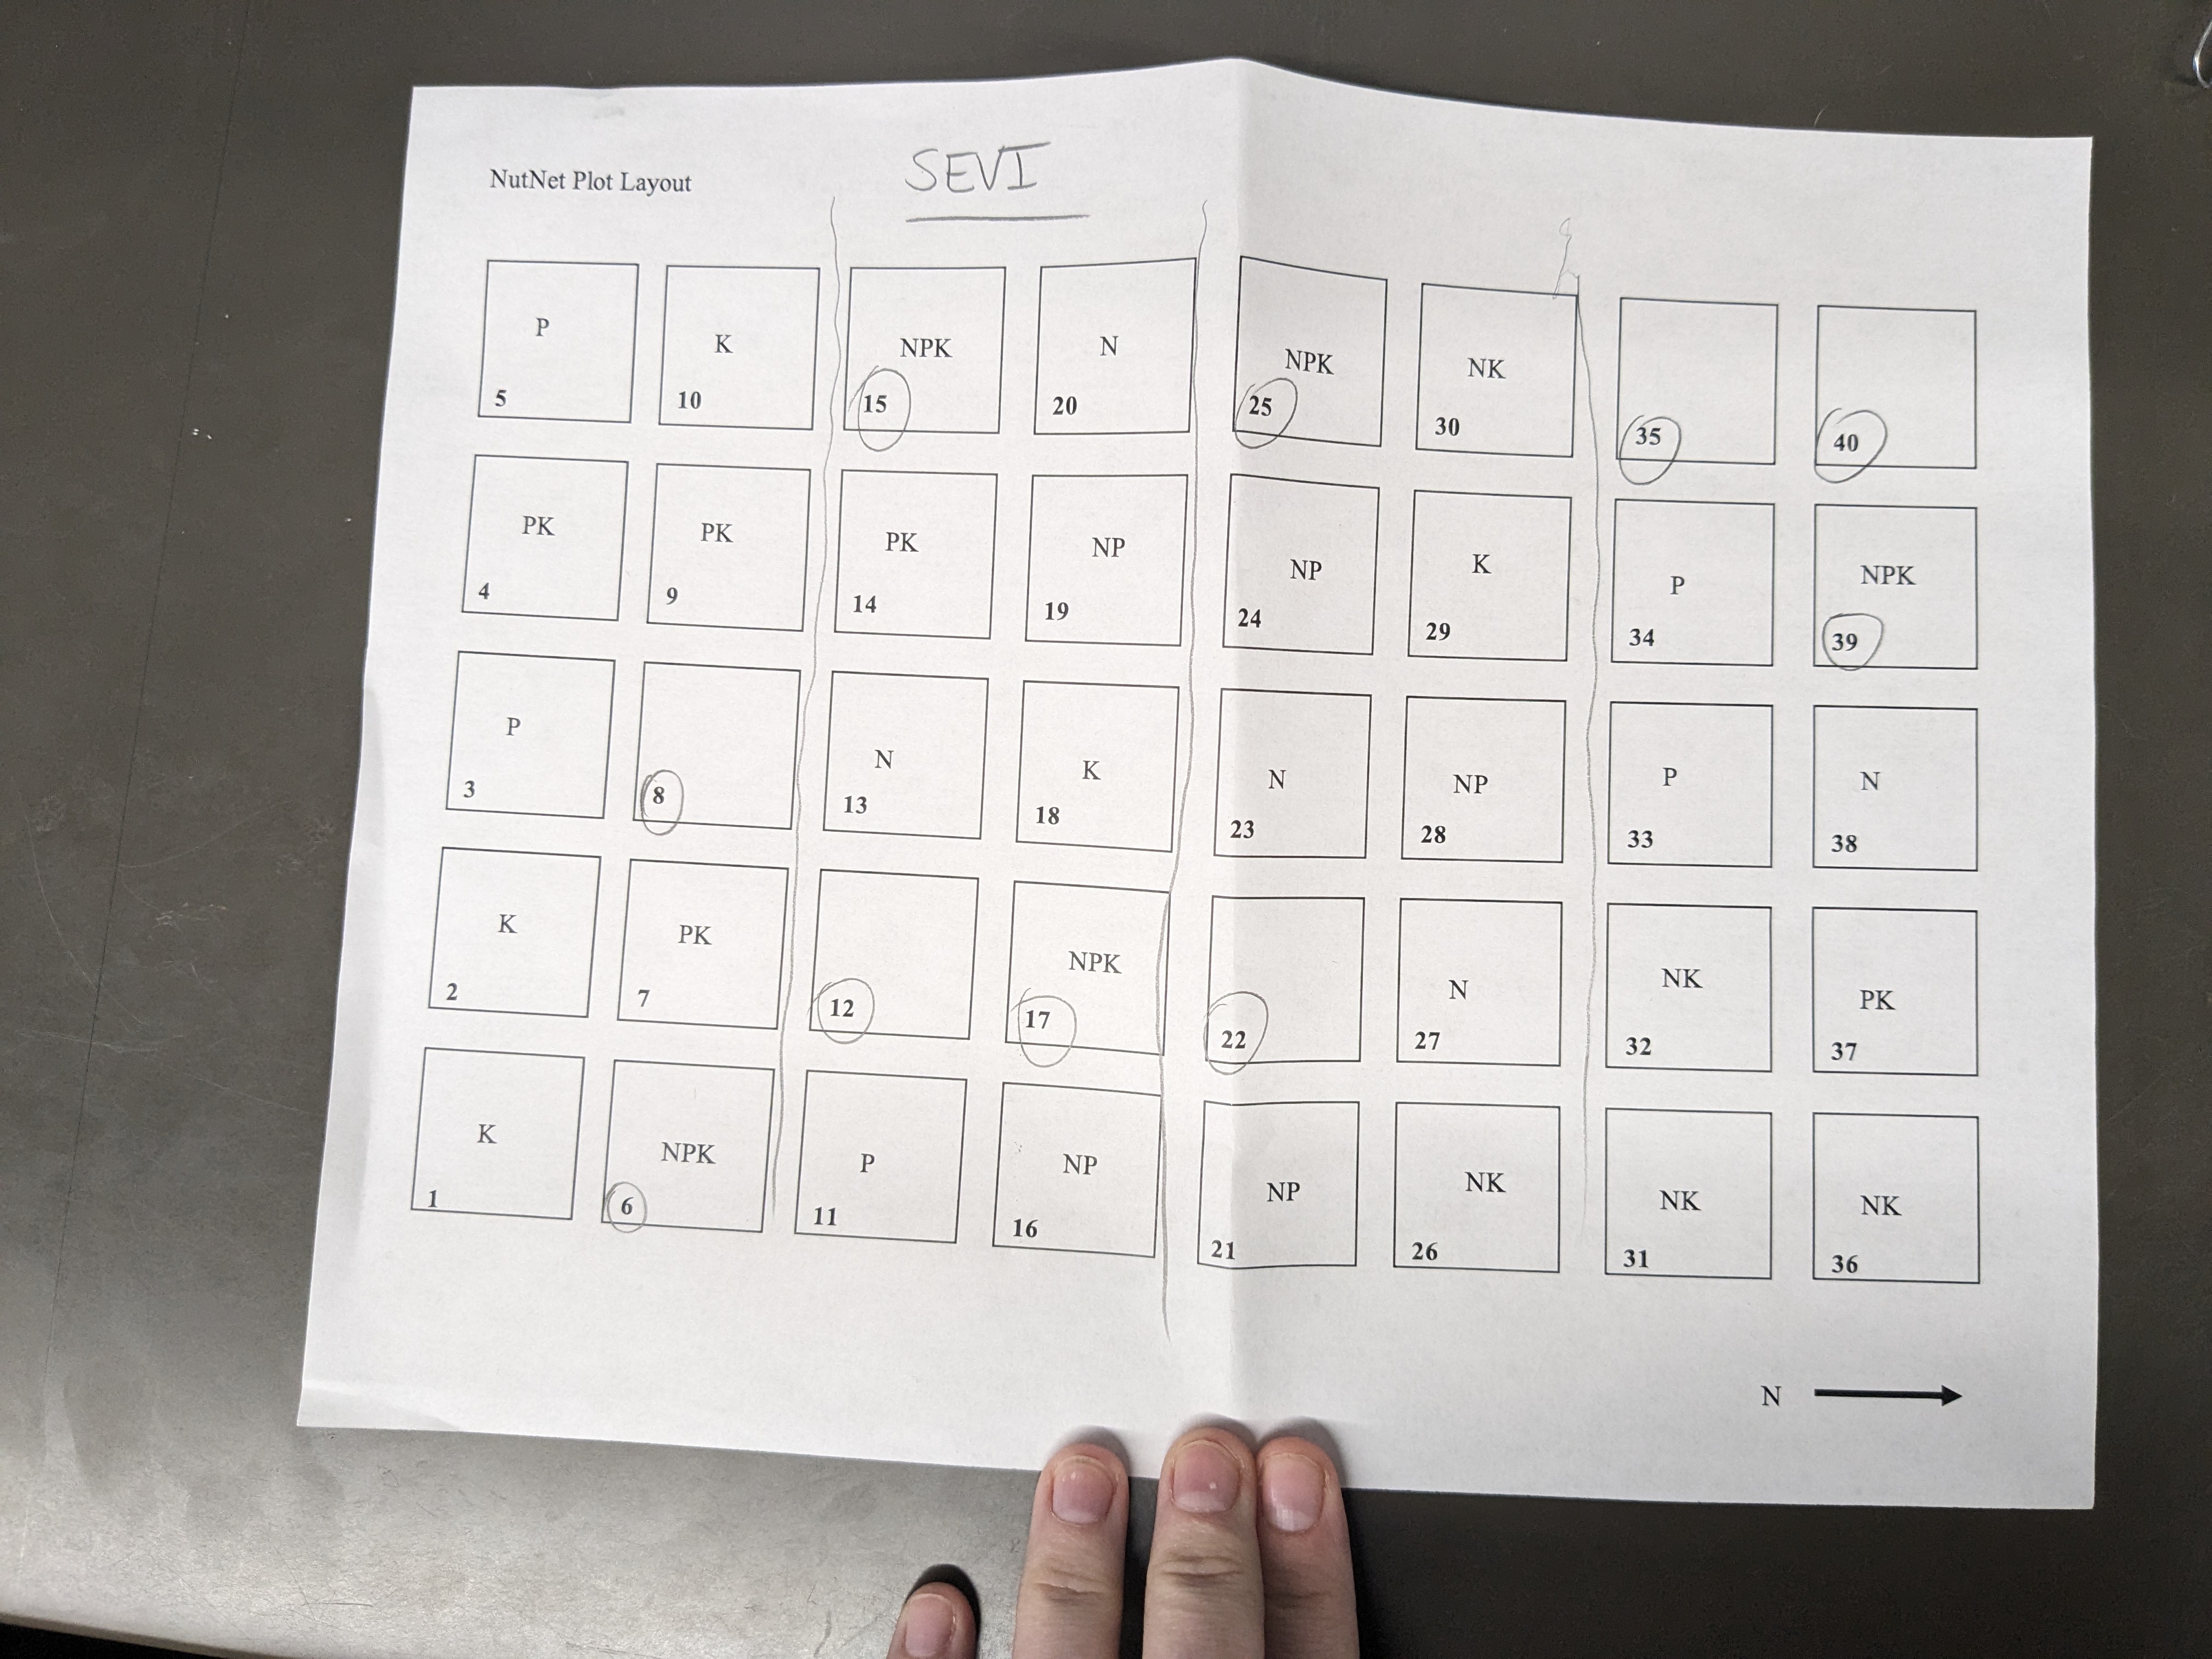 NutNet Plot Layout
SEVI
P K NPK N NPK NK
5 10 15 20 25 30 35 40
PK PK PK NP NP K P NPK
4 9 14 19 24 29 34 39
P N K N NP P N
3 8 13 18 23 28 33 38
K PK NPK N NK PK
2 7 12 17 22 27 32 37
K NPK P NP NP NK NK NK
1 6 11 16 21 26 31 36
N